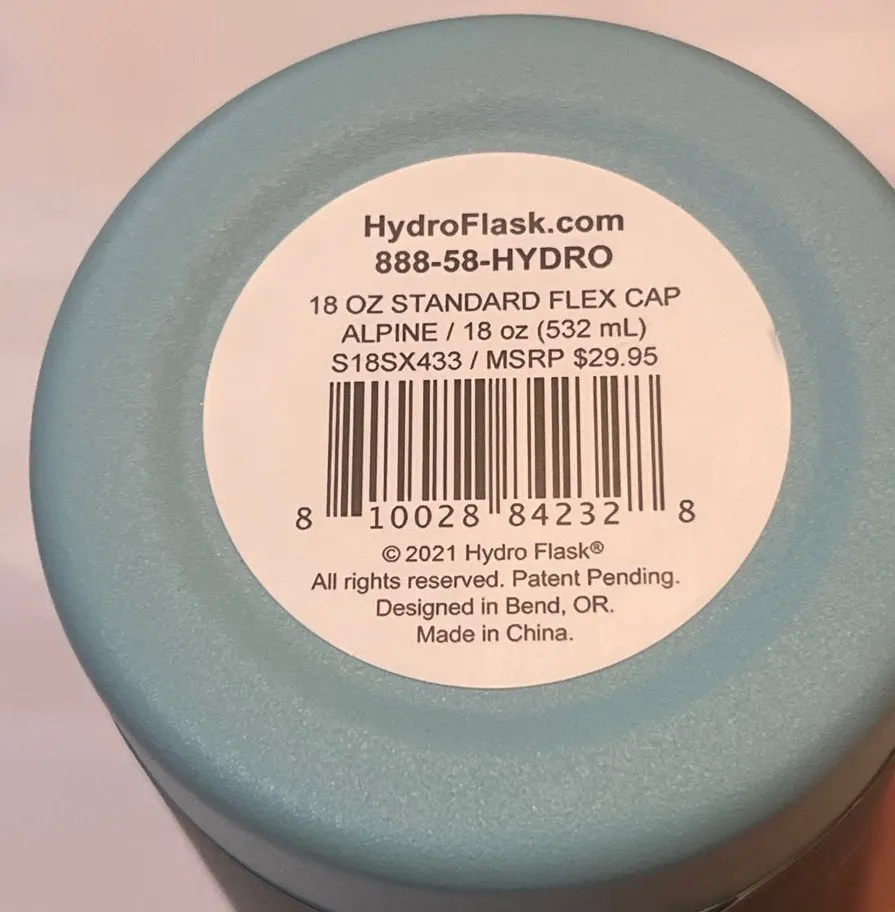 HydroFlask.com
888-58-HYDRO
18 OZ STANDARD FLEX CAP
ALPINE / 18 oz (532 mL)
S18SX433 / MSRP $29.95
8 10028 84232 8
© 2021 Hydro Flask®
All rights reserved. Patent Pending.
Designed in Bend, OR.
Made in China.